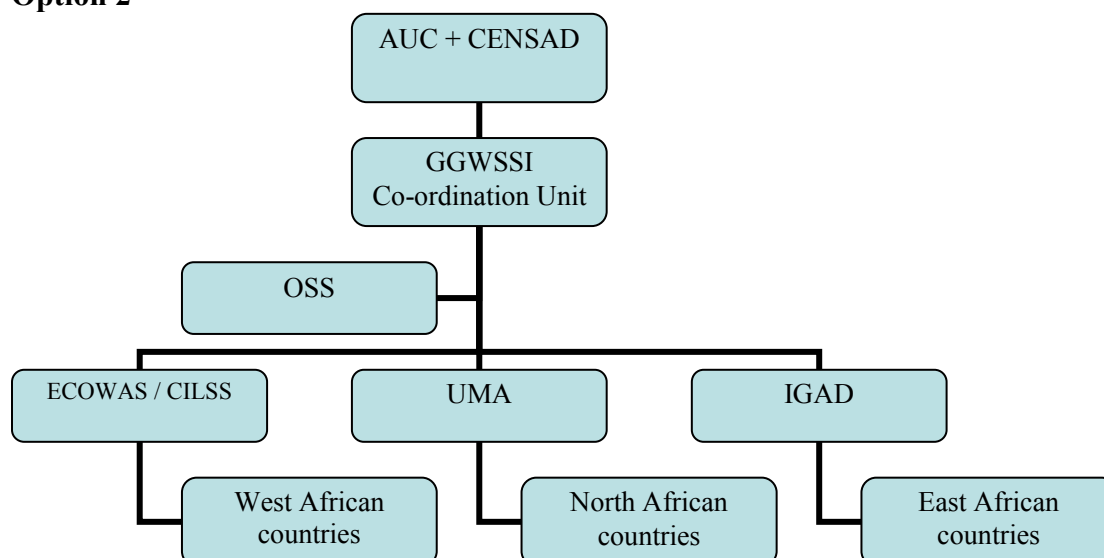 Option 2
AUC + CENSAD
GGWSSI
Co-ordination Unit
OSS
ECOWAS / CILSS
UMA
IGAD
West African
countries
North African
countries
East African
countries